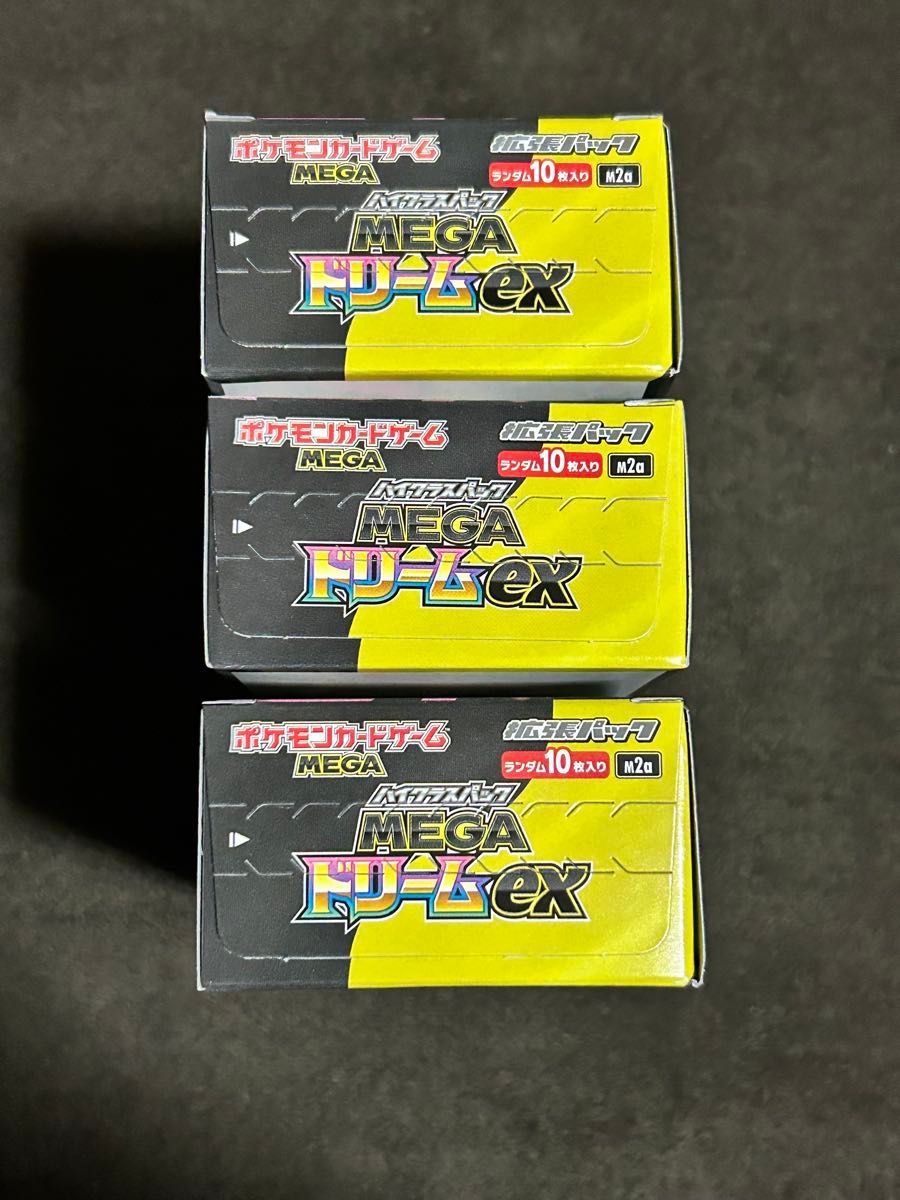 ポケモンカードゲーム
MEGA
拡張パック
ランダム10枚入り M2a
ハイクラスパック
MEGA
ドリームex
ポケモンカードゲーム
MEGA
拡張パック
ランダム10枚入り M2a
ハイクラスパック
MEGA
ドリームex
ポケモンカードゲーム
MEGA
拡張パック
ランダム10枚入り M2a
ハイクラスパック
MEGA
ドリームex